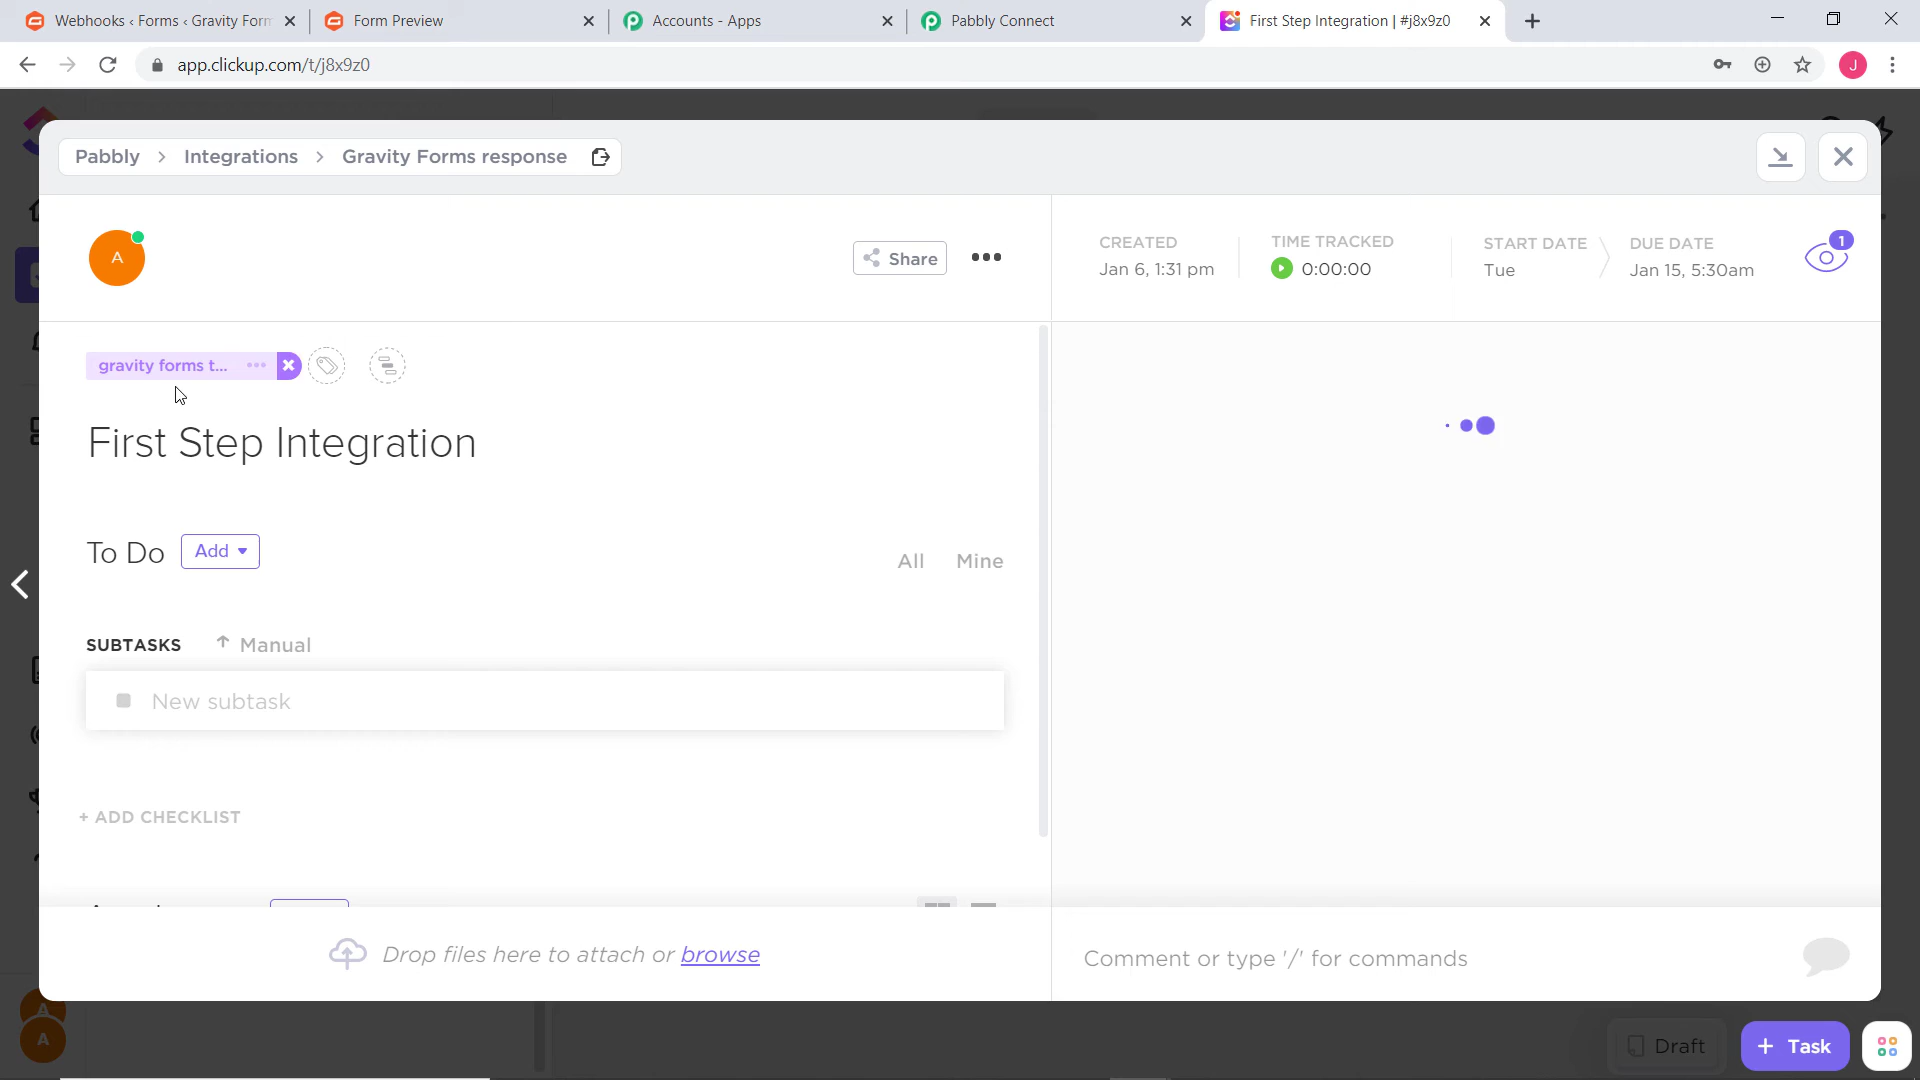 Webhooks ‹ Forms ‹ Gravity Form
Form Preview
Accounts - Apps
Pabbly Connect
First Step Integration | #j8x9z0
app.clickup.com/t/j8x9z0
J
Pabbly > Integrations > Gravity Forms response
A
Share
CREATED
Jan 6, 1:31 pm
TIME TRACKED
0:00:00
START DATE
Tue
DUE DATE
Jan 15, 5:30am
1
gravity forms t...
First Step Integration
To Do
Add
All
Mine
SUBTASKS
Manual
New subtask
+ ADD CHECKLIST
Drop files here to attach or browse
Comment or type '/' for commands
A
A
Draft
+ Task